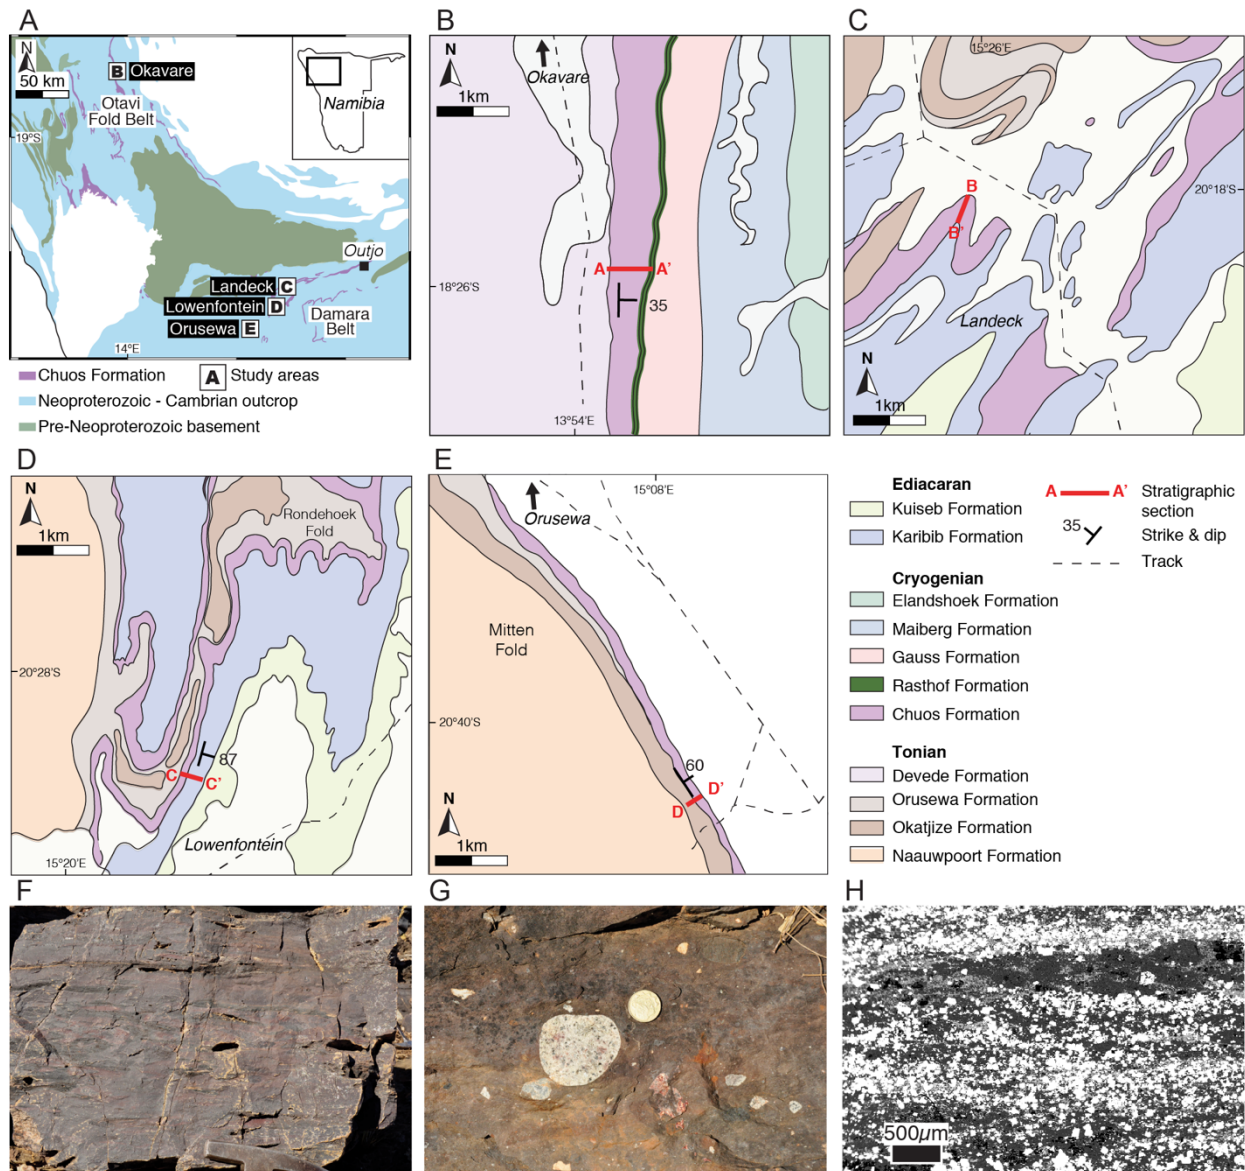 A
N
50 km
B Okavare
Otavi
Fold Belt
19°S
Namibia
Outjo
Landeck C
Lowenfontein D
Orusewa E
Damara
Belt
14°E
Chuos Formation
A Study areas
Neoproterozoic - Cambrian outcrop
Pre-Neoproterozoic basement
B
N
1km
Okavare
A A'
18°26'S
35
13°54'E
C
15°26'E
20°18'S
B
B'
Landeck
N
1km
D
N
1km
Rondehoek
Fold
20°28'S
87
C C'
Lowenfontein
15°20'E
E
15°08'E
Orusewa
Mitten
Fold
20°40'S
60
D D'
N
1km
Ediacaran
Kuiseb Formation
Karibib Formation
Cryogenian
Elandshoek Formation
Maiberg Formation
Gauss Formation
Rasthof Formation
Chuos Formation
Tonian
Devede Formation
Orusewa Formation
Okatjize Formation
Naauwpoort Formation
A A' Stratigraphic
section
35 Strike & dip
Track
F
G
H
500µm